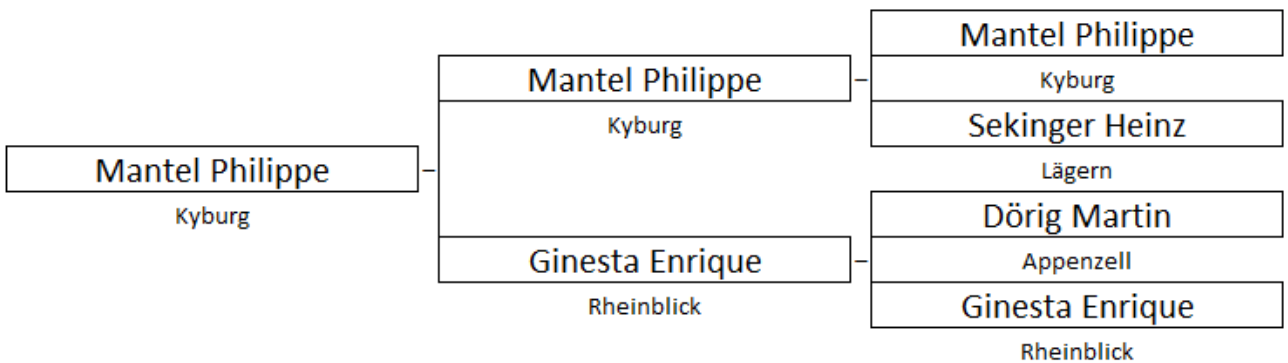 Mantel Philippe
Kyburg
Mantel Philippe
Kyburg
Ginesta Enrique
Rheinblick
Mantel Philippe
Kyburg
Sekinger Heinz
Lägern
Dörig Martin
Appenzell
Ginesta Enrique
Rheinblick